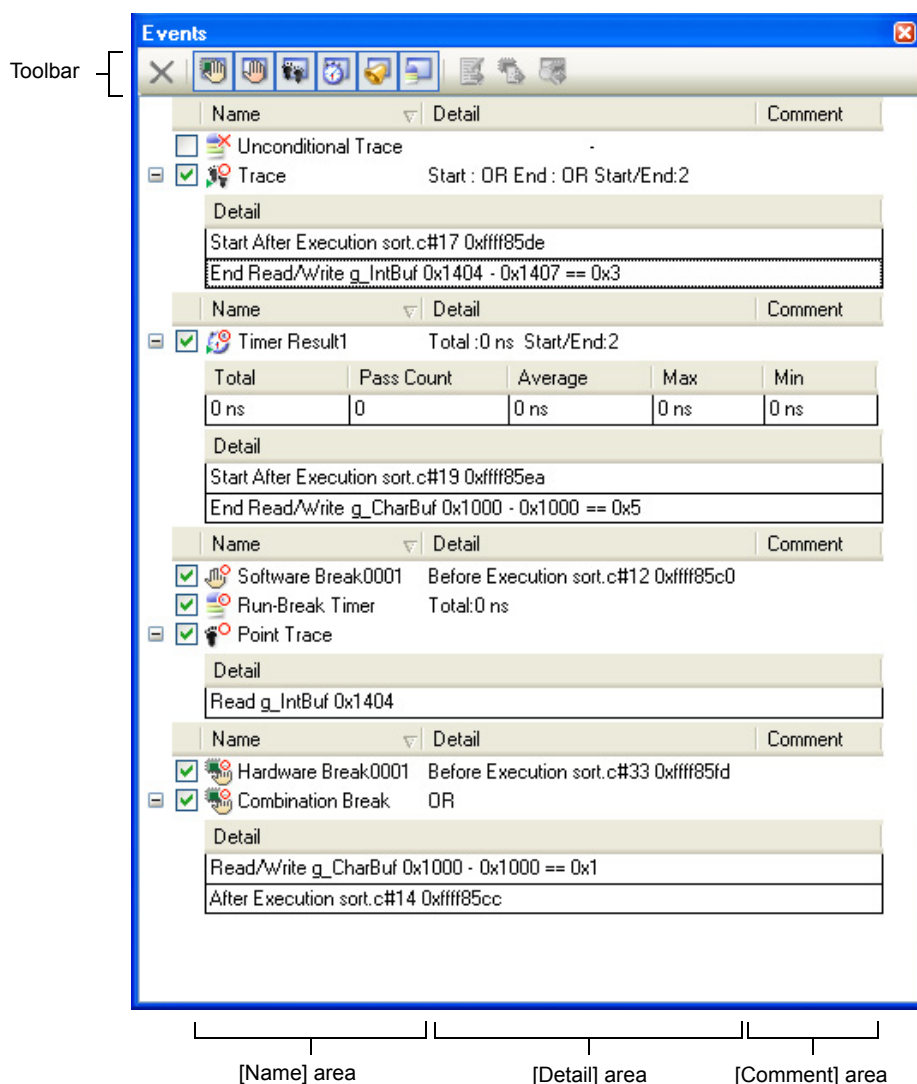 Events
Toolbar
Name Detail Comment
Unconditional Trace -
Trace Start : OR End : OR Start/End:2
Detail
Start After Execution sort.c#17 0xffff85de
End Read/Write g_IntBuf 0x1404 - 0x1407 == 0x3
Name Detail
Timer Result1 Total :0 ns Start/End:2
Total Pass Count Average Max Min
0 ns 0 0 ns 0 ns 0 ns
Detail
Start After Execution sort.c#19 0xffff85ea
End Read/Write g_CharBuf 0x1000 - 0x1000 == 0x5
Name Detail Comment
Software Break0001 Before Execution sort.c#12 0xffff85c0
Run-Break Timer Total:0 ns
Point Trace
Detail
Read g_IntBuf 0x1404
Name Detail Comment
Hardware Break0001 Before Execution sort.c#33 0xffff85fd
Combination Break OR
Detail
Read/Write g_CharBuf 0x1000 - 0x1000 == 0x1
After Execution sort.c#14 0xffff85cc
[Name] area [Detail] area [Comment] area